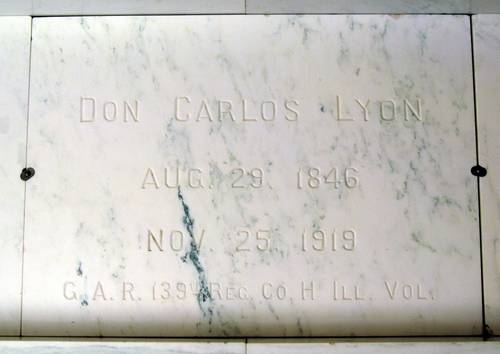 DON CARLOS LYON
AUG. 29. 1846
NOV. 25. 1919
G. A. R. 139TH REG. CO. H ILL. VOL.